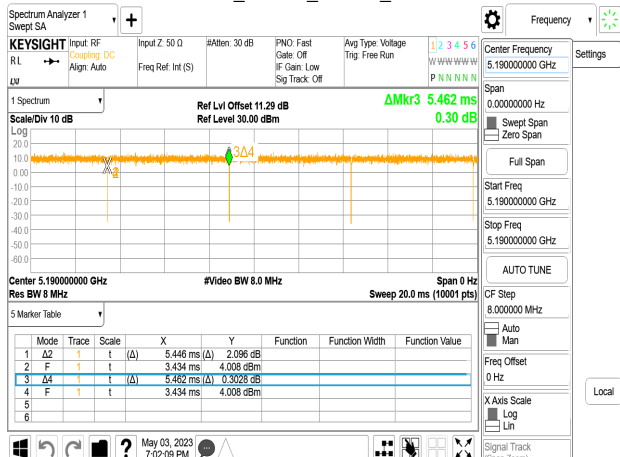 Spectrum Analyzer 1
Swept SA
Frequency
KEYSIGHT
RL
Input: RF
Coupling: DC
Align: Auto
Input Z: 50 Ω
Freq Ref: Int (S)
#Atten: 30 dB
PNO: Fast
Gate: Off
IF Gain: Low
Sig Track: Off
Avg Type: Voltage
Trig: Free Run
1 2 3 4 5 6
W W W W W W
P N N N N N
1 Spectrum
Scale/Div 10 dB
Ref Lvl Offset 11.29 dB
Ref Level 30.00 dBm
ΔMkr3 5.462 ms
0.30 dB
Log
20.0
10.0
0.00
-10.0
-20.0
-30.0
-40.0
-50.0
-60.0
3Δ4
Center 5.190000000 GHz
Res BW 8 MHz
#Video BW 8.0 MHz
Span 0 Hz
Sweep 20.0 ms (10001 pts)
5 Marker Table
Mode Trace Scale X Y Function Function Width Function Value
1 Δ2 1 t (Δ) 5.446 ms (Δ) 2.096 dB
2 F 1 t 3.434 ms 4.008 dBm
3 Δ4 1 t (Δ) 5.462 ms (Δ) 0.3028 dB
4 F 1 t 3.434 ms 4.008 dBm
5
6
May 03, 2023
7:02:09 PM
Center Frequency
5.190000000 GHz
Span
0.00000000 Hz
Swept Span
Zero Span
Full Span
Start Freq
5.190000000 GHz
Stop Freq
5.190000000 GHz
AUTO TUNE
CF Step
8.000000 MHz
Auto
Man
Freq Offset
0 Hz
X Axis Scale
Log
Lin
Signal Track
Settings
Local